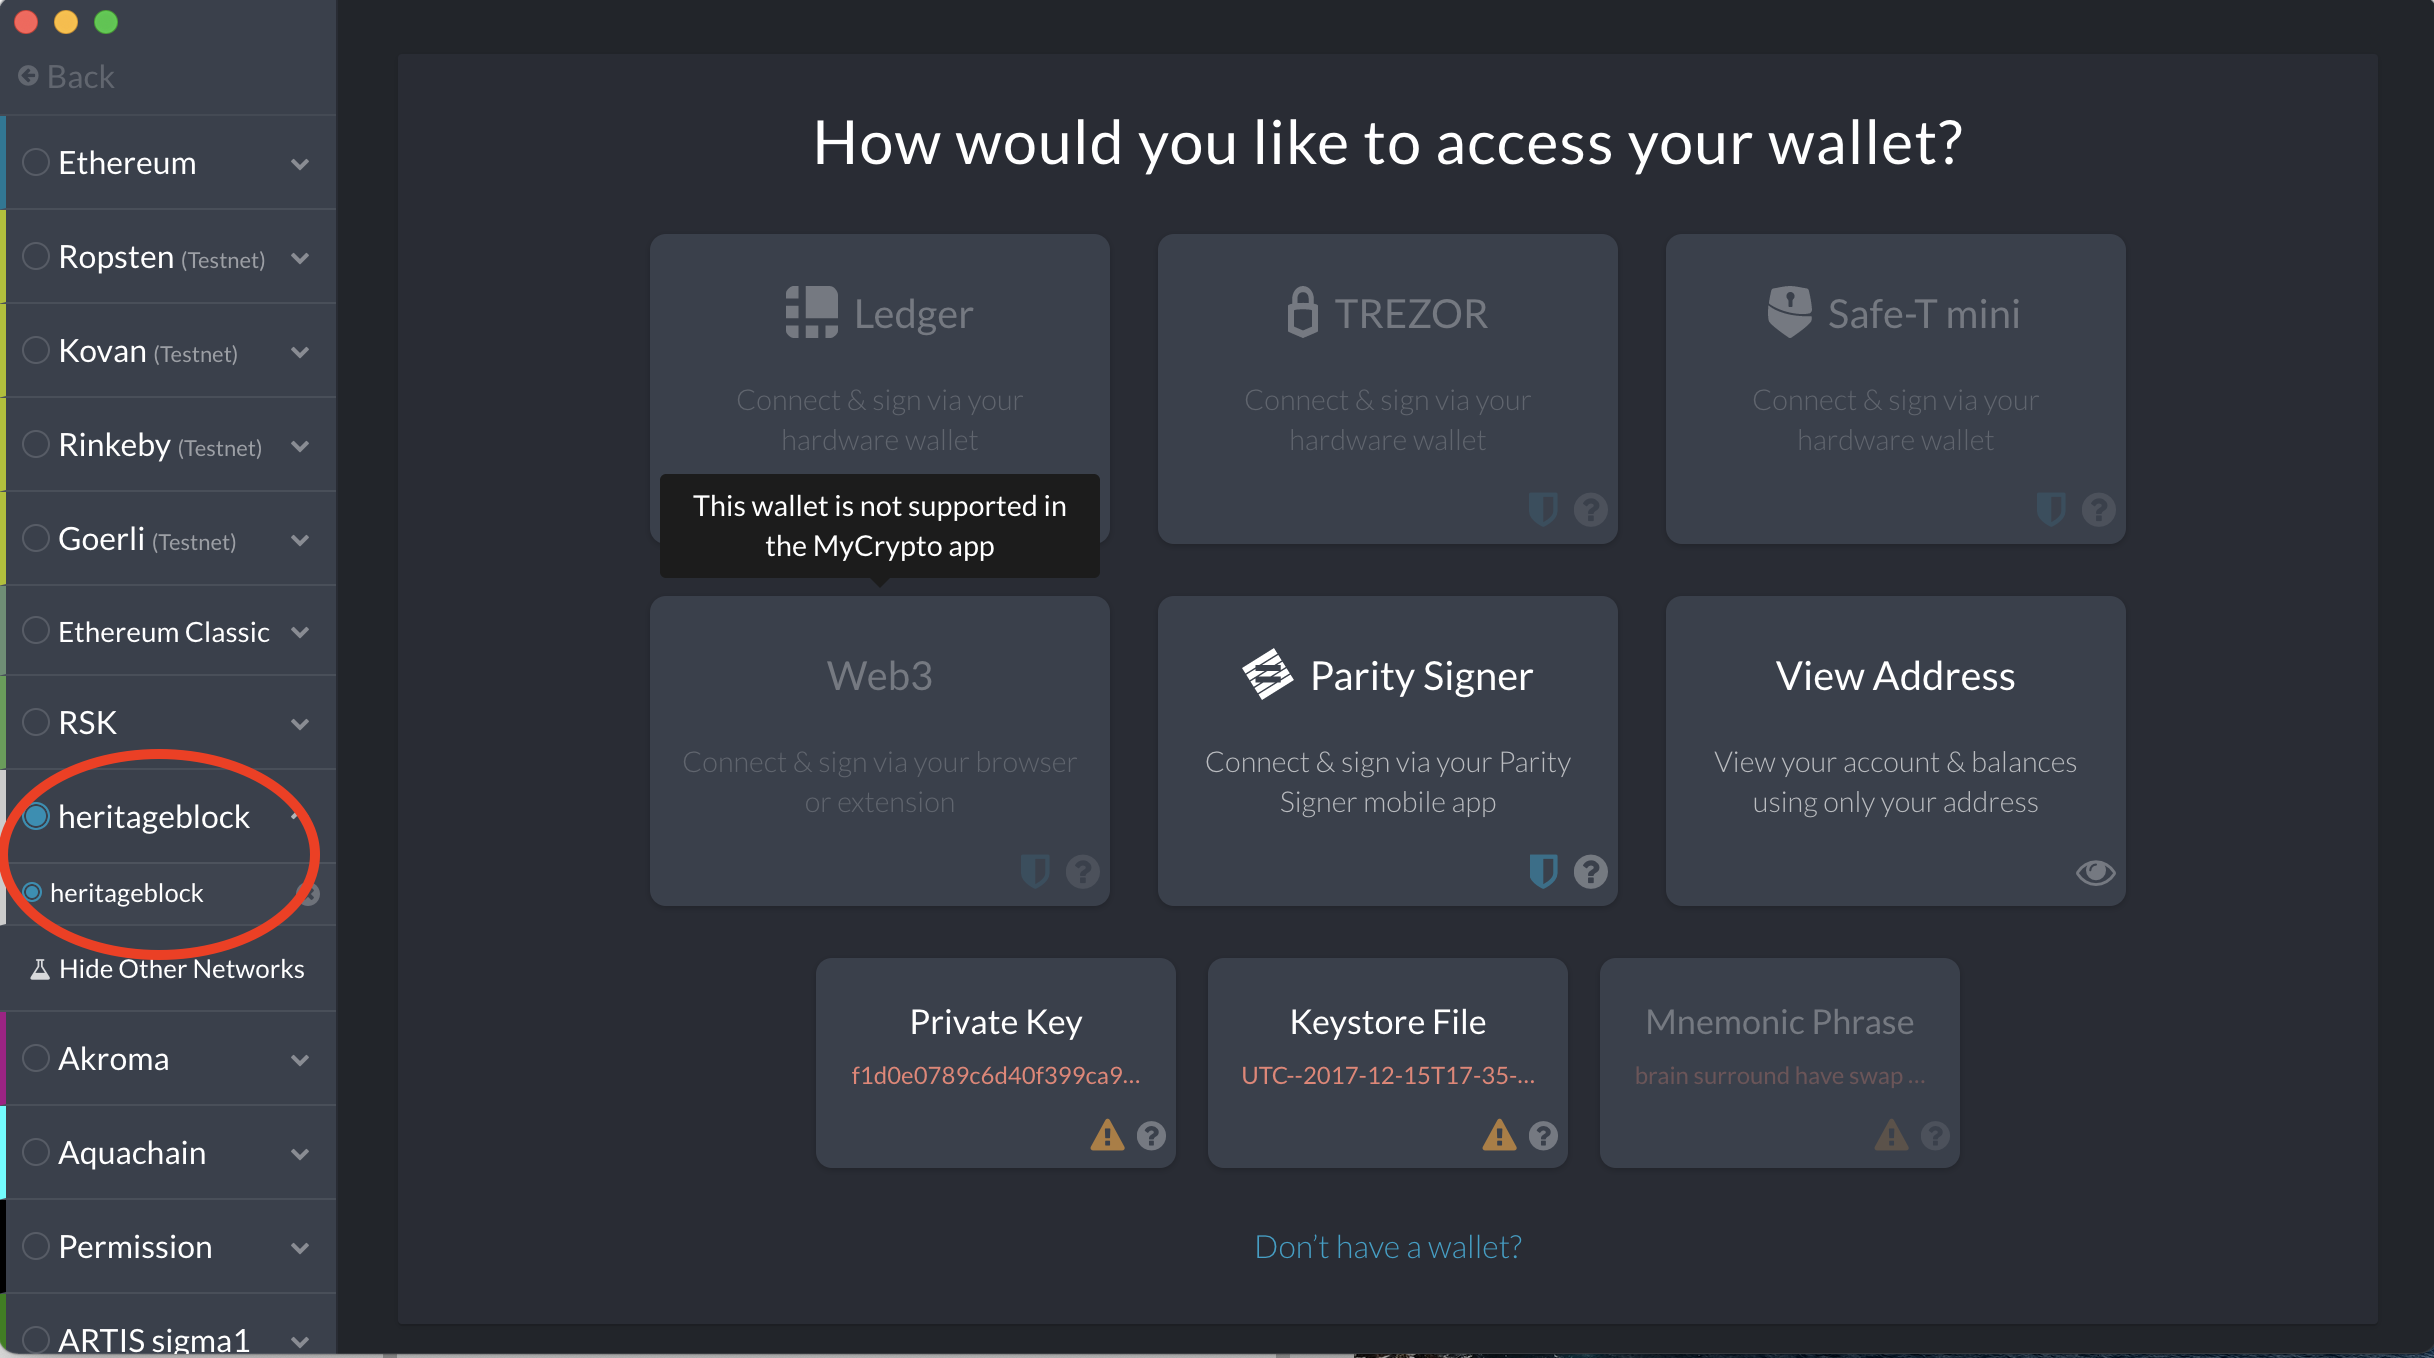 Back
Ethereum
Ropsten (Testnet)
Kovan (Testnet)
Rinkeby (Testnet)
Goerli (Testnet)
Ethereum Classic
RSK
heritageblock
heritageblock
Hide Other Networks
Akroma
Aquachain
Permission
ARTIS sigma1
How would you like to access your wallet?
Ledger
Connect & sign via your
hardware wallet
TREZOR
Connect & sign via your
hardware wallet
Safe-T mini
Connect & sign via your
hardware wallet
This wallet is not supported in
the MyCrypto app
Web3
Connect & sign via your browser
or extension
Parity Signer
Connect & sign via your Parity
Signer mobile app
View Address
View your account & balances
using only your address
Private Key
f1d0e0789c6d40f399ca9...
Keystore File
UTC--2017-12-15T17-35-...
Mnemonic Phrase
brain surround have swap ...
Don't have a wallet?